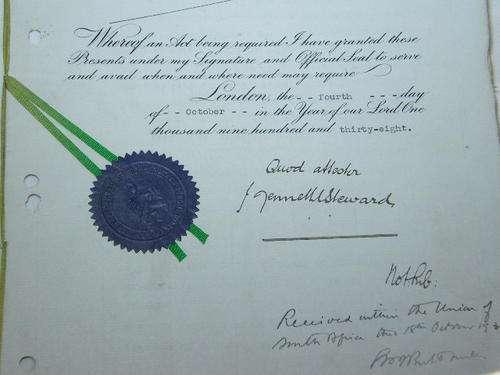 Whereof an Act being required I have granted these
Presents under my Signature and Official Seal to serve
and avail when and where need may require
London, the - - fourth - - - day
of - - October - - in the Year of our Lord One
thousand nine hundred and thirty-eight.
Quod attestor
Kenneth Steward
Not. Pub.
Received within the Union of
South Africa this 18th October